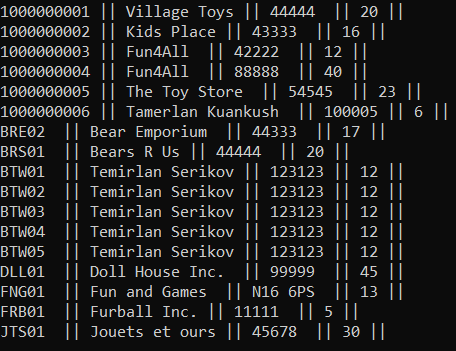 1000000001 || Village Toys || 44444  || 20 ||
1000000002 || Kids Place || 43333  || 16 ||
1000000003 || Fun4All  || 42222  || 12 ||
1000000004 || Fun4All  || 88888  || 40 ||
1000000005 || The Toy Store  || 54545  || 23 ||
1000000006 || Tamerlan Kuankush  || 100005 || 6 ||
BRE02  || Bear Emporium  || 44333  || 17 ||
BRS01  || Bears R Us || 44444  || 20 ||
BTW01  || Temirlan Serikov || 123123 || 12 ||
BTW02  || Temirlan Serikov || 123123 || 12 ||
BTW03  || Temirlan Serikov || 123123 || 12 ||
BTW04  || Temirlan Serikov || 123123 || 12 ||
BTW05  || Temirlan Serikov || 123123 || 12 ||
DLL01  || Doll House Inc.  || 99999  || 45 ||
FNG01  || Fun and Games  || N16 6PS  || 13 ||
FRB01  || Furball Inc. || 11111  || 5 ||
JTS01  || Jouets et ours || 45678  || 30 ||